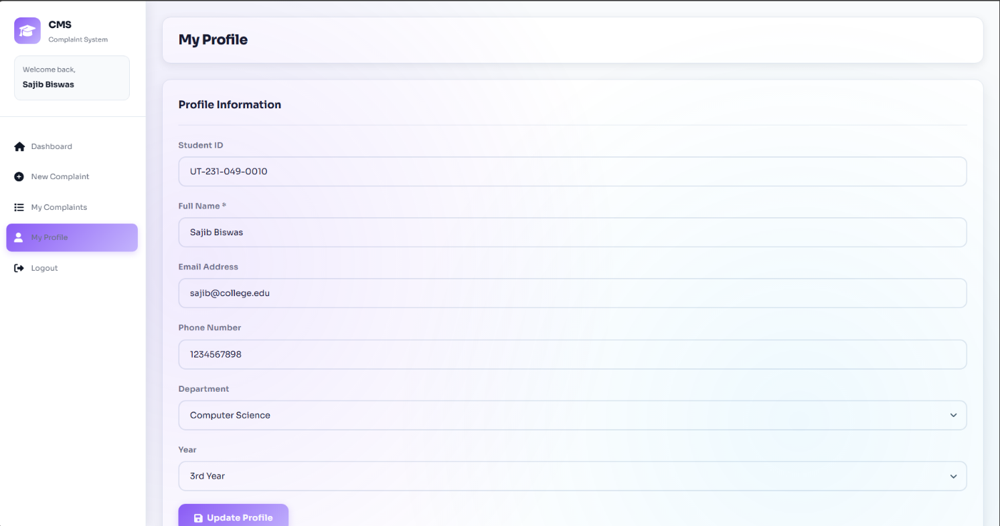 CMS
Complaint System
Welcome back,
Sajib Biswas
Dashboard
New Complaint
My Complaints
My Profile
Logout
My Profile
Profile Information
Student ID
UT-231-049-0010
Full Name *
Sajib Biswas
Email Address
sajib@college.edu
Phone Number
1234567898
Department
Computer Science
Year
3rd Year
Update Profile